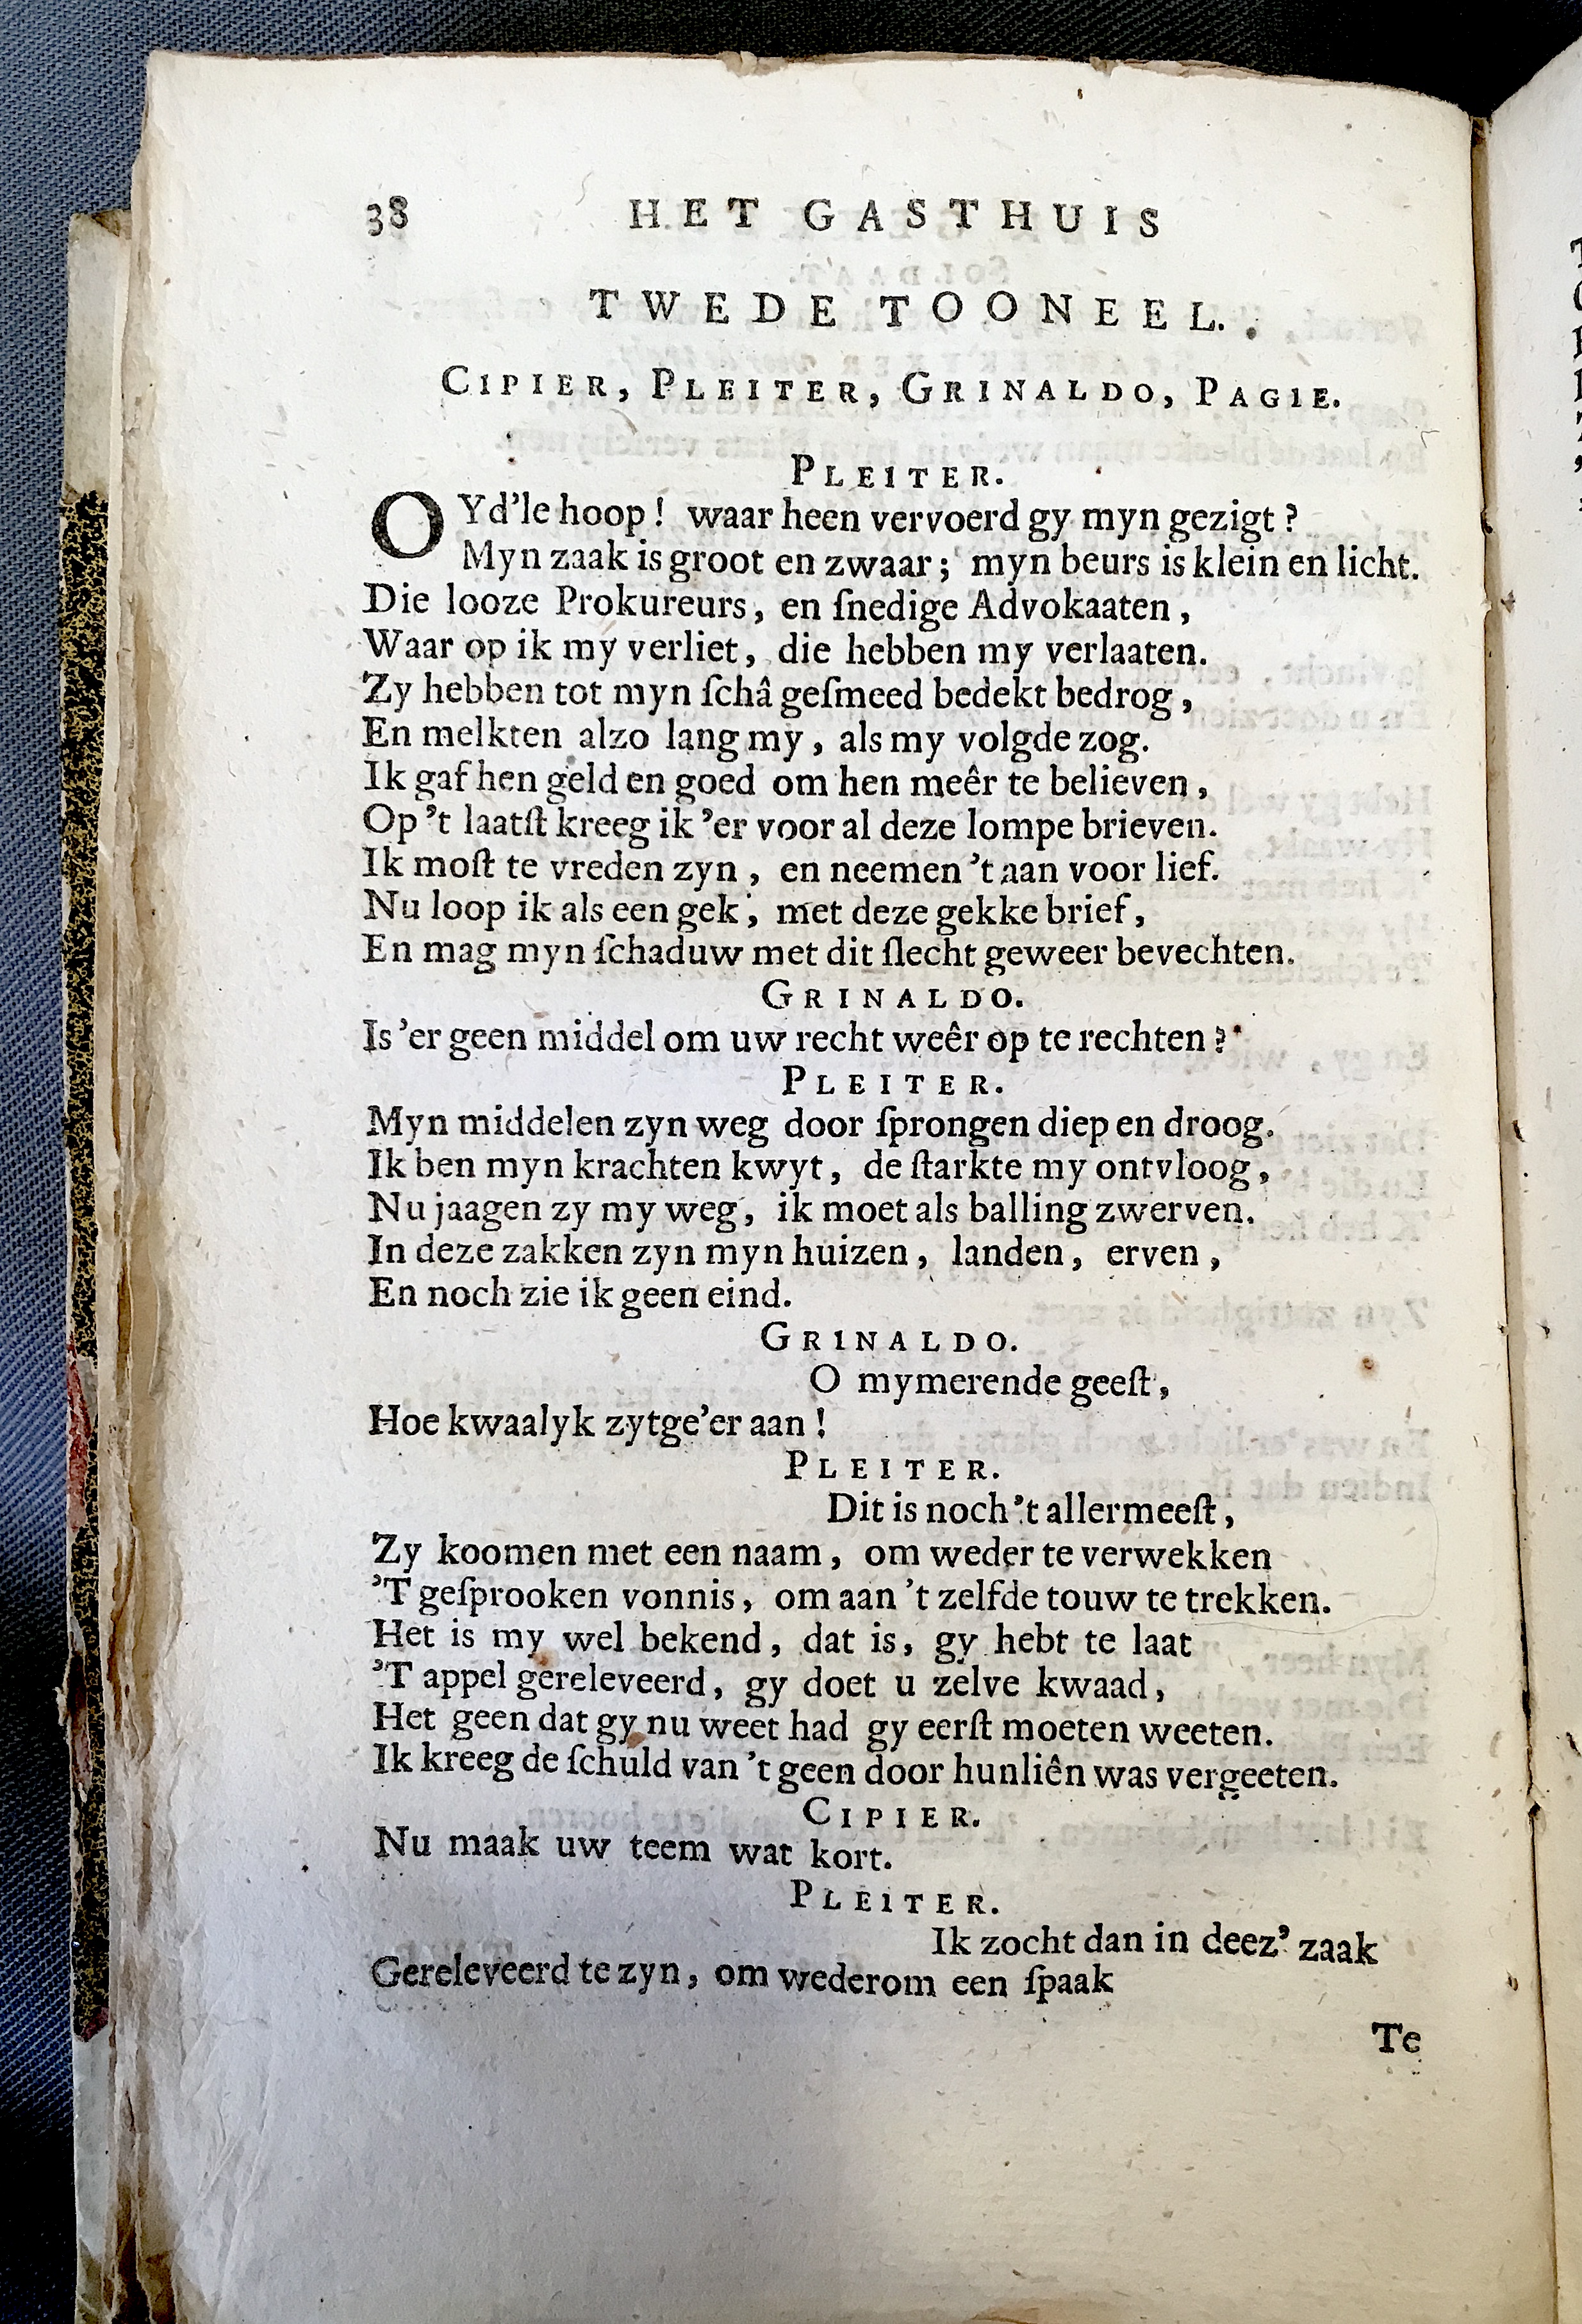 38 HET GASTHUIS
TWEDE TOONEEL.
CIPIER, PLEITER, GRINALDO, PAGIE.
PLEITER.
O Yd'le hoop! waar heen vervoerd gy myn gezigt?
Myn zaak is groot en zwaar; myn beurs is klein en licht.
Die looze Prokureurs, en ſnedige Advokaaten,
Waar op ik my verliet, die hebben my verlaaten.
Zy hebben tot myn ſchâ geſmeed bedekt bedrog,
En melkten alzo lang my, als my volgde zog.
Ik gaf hen geld en goed om hen meêr te believen,
Op 't laatſt kreeg ik 'er voor al deze lompe brieven.
Ik moſt te vreden zyn, en neemen 't aan voor lief.
Nu loop ik als een gek, met deze gekke brief,
En mag myn ſchaduw met dit ſlecht geweer bevechten.
GRINALDO.
Is 'er geen middel om uw recht weêr op te rechten?
PLEITER.
Myn middelen zyn weg door ſprongen diep en droog.
Ik ben myn krachten kwyt, de ſtarkte my ontvloog,
Nu jaagen zy my weg, ik moet als balling zwerven.
In deze zakken zyn myn huizen, landen, erven,
En noch zie ik geen eind.
GRINALDO.
O mymerende geeſt,
Hoe kwaalyk zytge'er aan!
PLEITER.
Dit is noch 't allermeeſt,
Zy koomen met een naam, om weder te verwekken
'T geſprooken vonnis, om aan 't zelfde touw te trekken.
Het is my wel bekend, dat is, gy hebt te laat
'T appel gereleveerd, gy doet u zelve kwaad,
Het geen dat gy nu weet had gy eerſt moeten weeten.
Ik kreeg de ſchuld van 't geen door hunliên was vergeeten.
CIPIER.
Nu maak uw teem wat kort.
PLEITER.
Ik zocht dan in deez' zaak
Gereleveerd te zyn, om wederom een ſpaak
Te